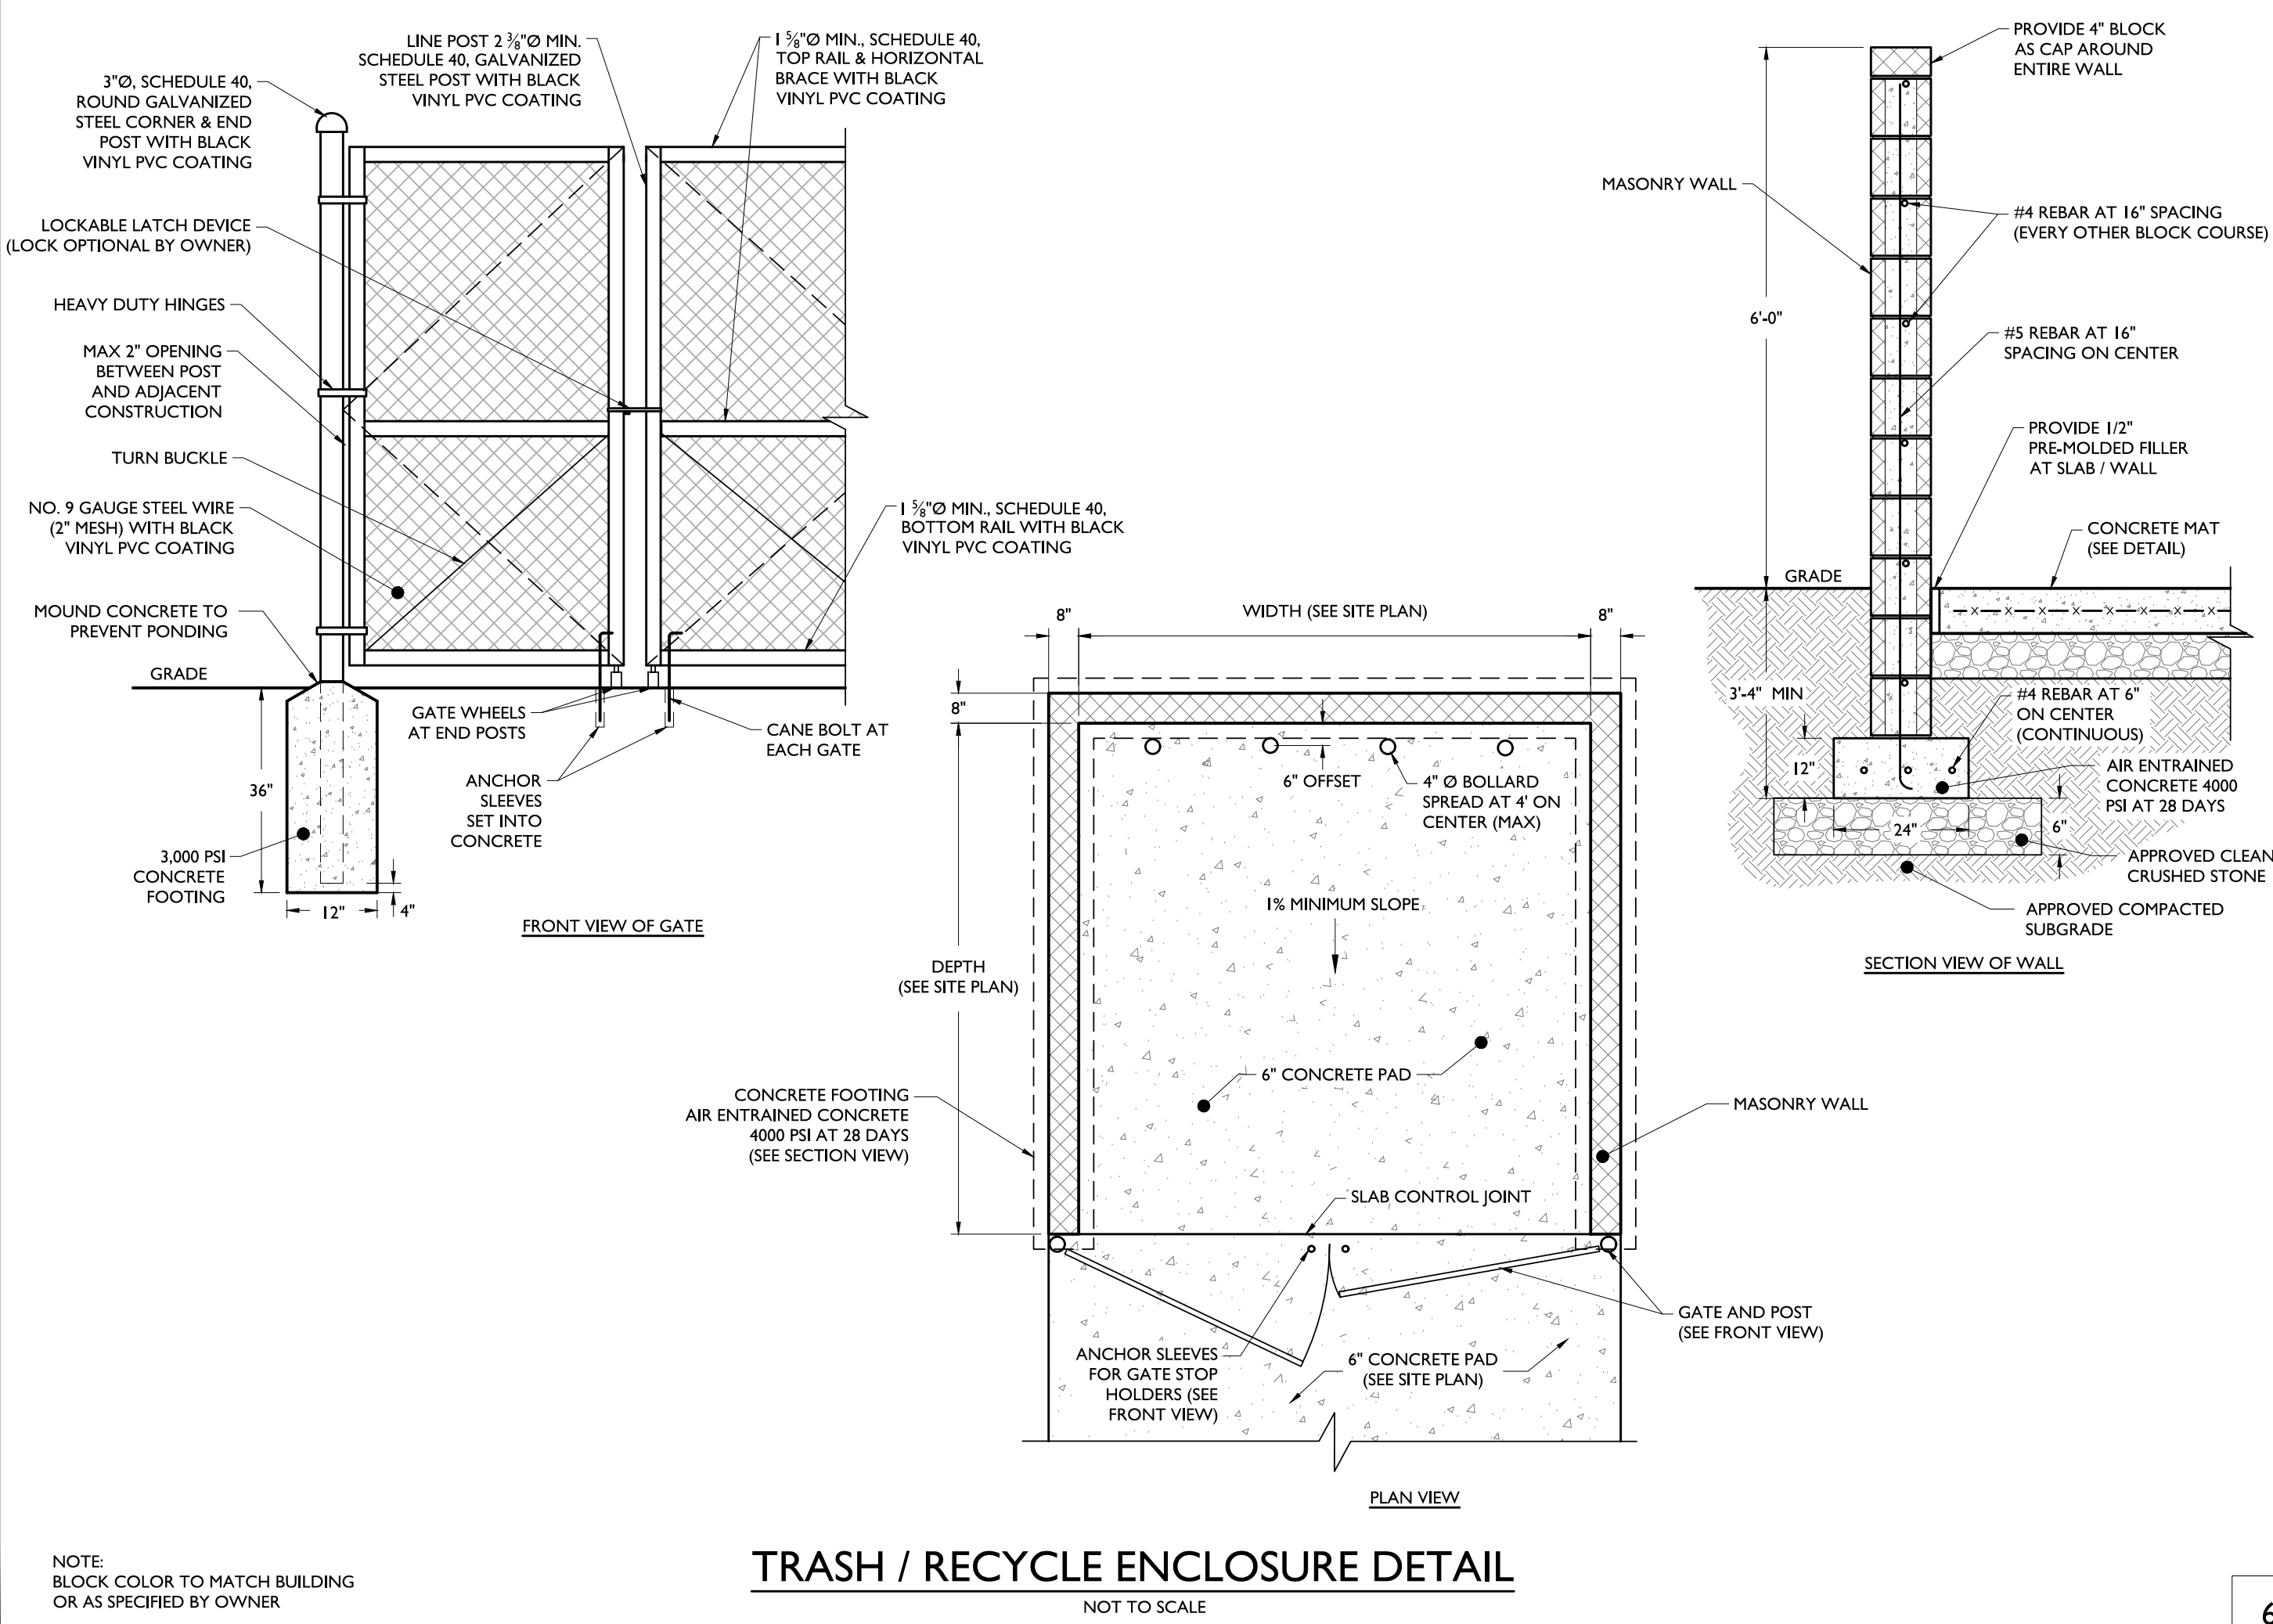 3"Ø, SCHEDULE 40,
ROUND GALVANIZED
STEEL CORNER & END
POST WITH BLACK
VINYL PVC COATING
LINE POST 2 ⅜"Ø MIN.
SCHEDULE 40, GALVANIZED
STEEL POST WITH BLACK
VINYL PVC COATING
1 ⅝"Ø MIN., SCHEDULE 40,
TOP RAIL & HORIZONTAL
BRACE WITH BLACK
VINYL PVC COATING
LOCKABLE LATCH DEVICE
(LOCK OPTIONAL BY OWNER)
HEAVY DUTY HINGES
MAX 2" OPENING
BETWEEN POST
AND ADJACENT
CONSTRUCTION
TURN BUCKLE
NO. 9 GAUGE STEEL WIRE
(2" MESH) WITH BLACK
VINYL PVC COATING
1 ⅝"Ø MIN., SCHEDULE 40,
BOTTOM RAIL WITH BLACK
VINYL PVC COATING
MOUND CONCRETE TO
PREVENT PONDING
GRADE
GATE WHEELS
AT END POSTS
CANE BOLT AT
EACH GATE
ANCHOR
SLEEVES
SET INTO
CONCRETE
36"
3,000 PSI
CONCRETE
FOOTING
12"
4"
FRONT VIEW OF GATE
8"
WIDTH (SEE SITE PLAN)
8"
8"
6" OFFSET
4" Ø BOLLARD
SPREAD AT 4' ON
CENTER (MAX)
1% MINIMUM SLOPE
DEPTH
(SEE SITE PLAN)
6" CONCRETE PAD
CONCRETE FOOTING
AIR ENTRAINED CONCRETE
4000 PSI AT 28 DAYS
(SEE SECTION VIEW)
MASONRY WALL
SLAB CONTROL JOINT
GATE AND POST
(SEE FRONT VIEW)
ANCHOR SLEEVES
FOR GATE STOP
HOLDERS (SEE
FRONT VIEW)
6" CONCRETE PAD
(SEE SITE PLAN)
PLAN VIEW
PROVIDE 4" BLOCK
AS CAP AROUND
ENTIRE WALL
MASONRY WALL
#4 REBAR AT 16" SPACING
(EVERY OTHER BLOCK COURSE)
6'-0"
#5 REBAR AT 16"
SPACING ON CENTER
PROVIDE 1/2"
PRE-MOLDED FILLER
AT SLAB / WALL
CONCRETE MAT
(SEE DETAIL)
GRADE
3'-4" MIN
#4 REBAR AT 6"
ON CENTER
(CONTINUOUS)
12"
AIR ENTRAINED
CONCRETE 4000
PSI AT 28 DAYS
24"
6"
APPROVED CLEAN
CRUSHED STONE
APPROVED COMPACTED
SUBGRADE
SECTION VIEW OF WALL
NOTE:
BLOCK COLOR TO MATCH BUILDING
OR AS SPECIFIED BY OWNER
TRASH / RECYCLE ENCLOSURE DETAIL
NOT TO SCALE